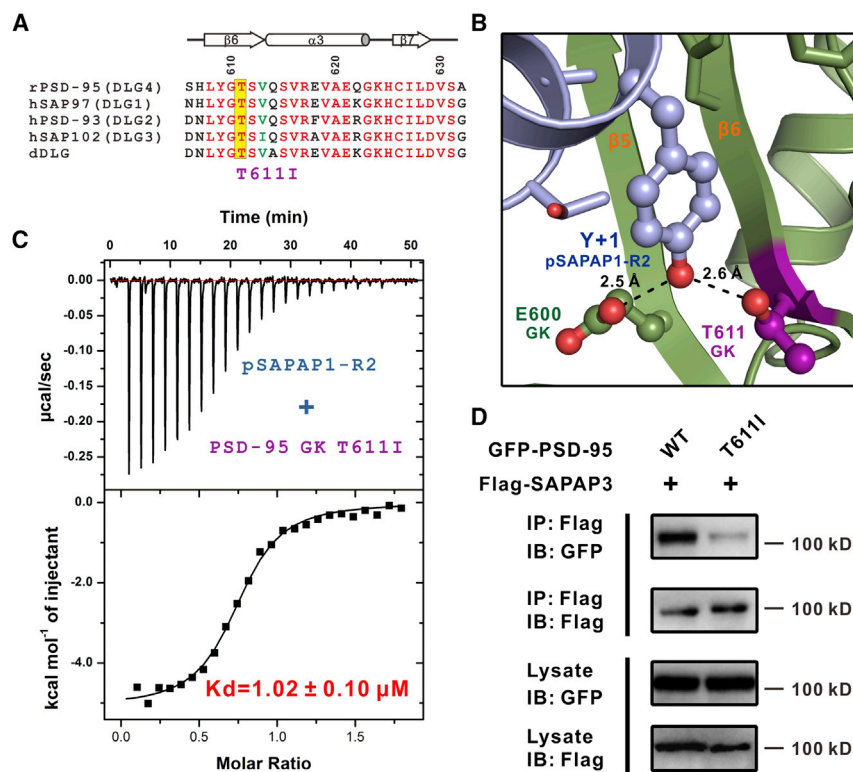 A
β6
α3
β7
610
620
630
rPSD-95(DLG4) SHLYGTSVQSVREVAEQGKHCILDVSA
hSAP97(DLG1) NHLYGTSVQSVREVAEKGKHCILDVSG
hPSD-93(DLG2) DNLYGTSVQSVRFVAERGKHCILDVSG
hSAP102(DLG3) DNLYGTSIQSVRAVAERGKHCILDVSG
dDLG DNLYGTSVASVREVAEKGKHCILDVSG
T611I
B
β5
β6
Y+1
pSAPAP1-R2
2.5 Å
2.6 Å
E600
GK
T611
GK
C
Time (min)
0 10 20 30 40 50
0.00
-0.05
-0.10
-0.15
-0.20
-0.25
µcal/sec
pSAPAP1-R2
+
PSD-95 GK T611I
0.0
-2.0
-4.0
kcal mol⁻¹ of injectant
Kd=1.02 ± 0.10 µM
0.0 0.5 1.0 1.5
Molar Ratio
D
GFP-PSD-95 WT T611I
Flag-SAPAP3 + +
IP: Flag
IB: GFP
100 kD
IP: Flag
IB: Flag
100 kD
Lysate
IB: GFP
100 kD
Lysate
IB: Flag
100 kD